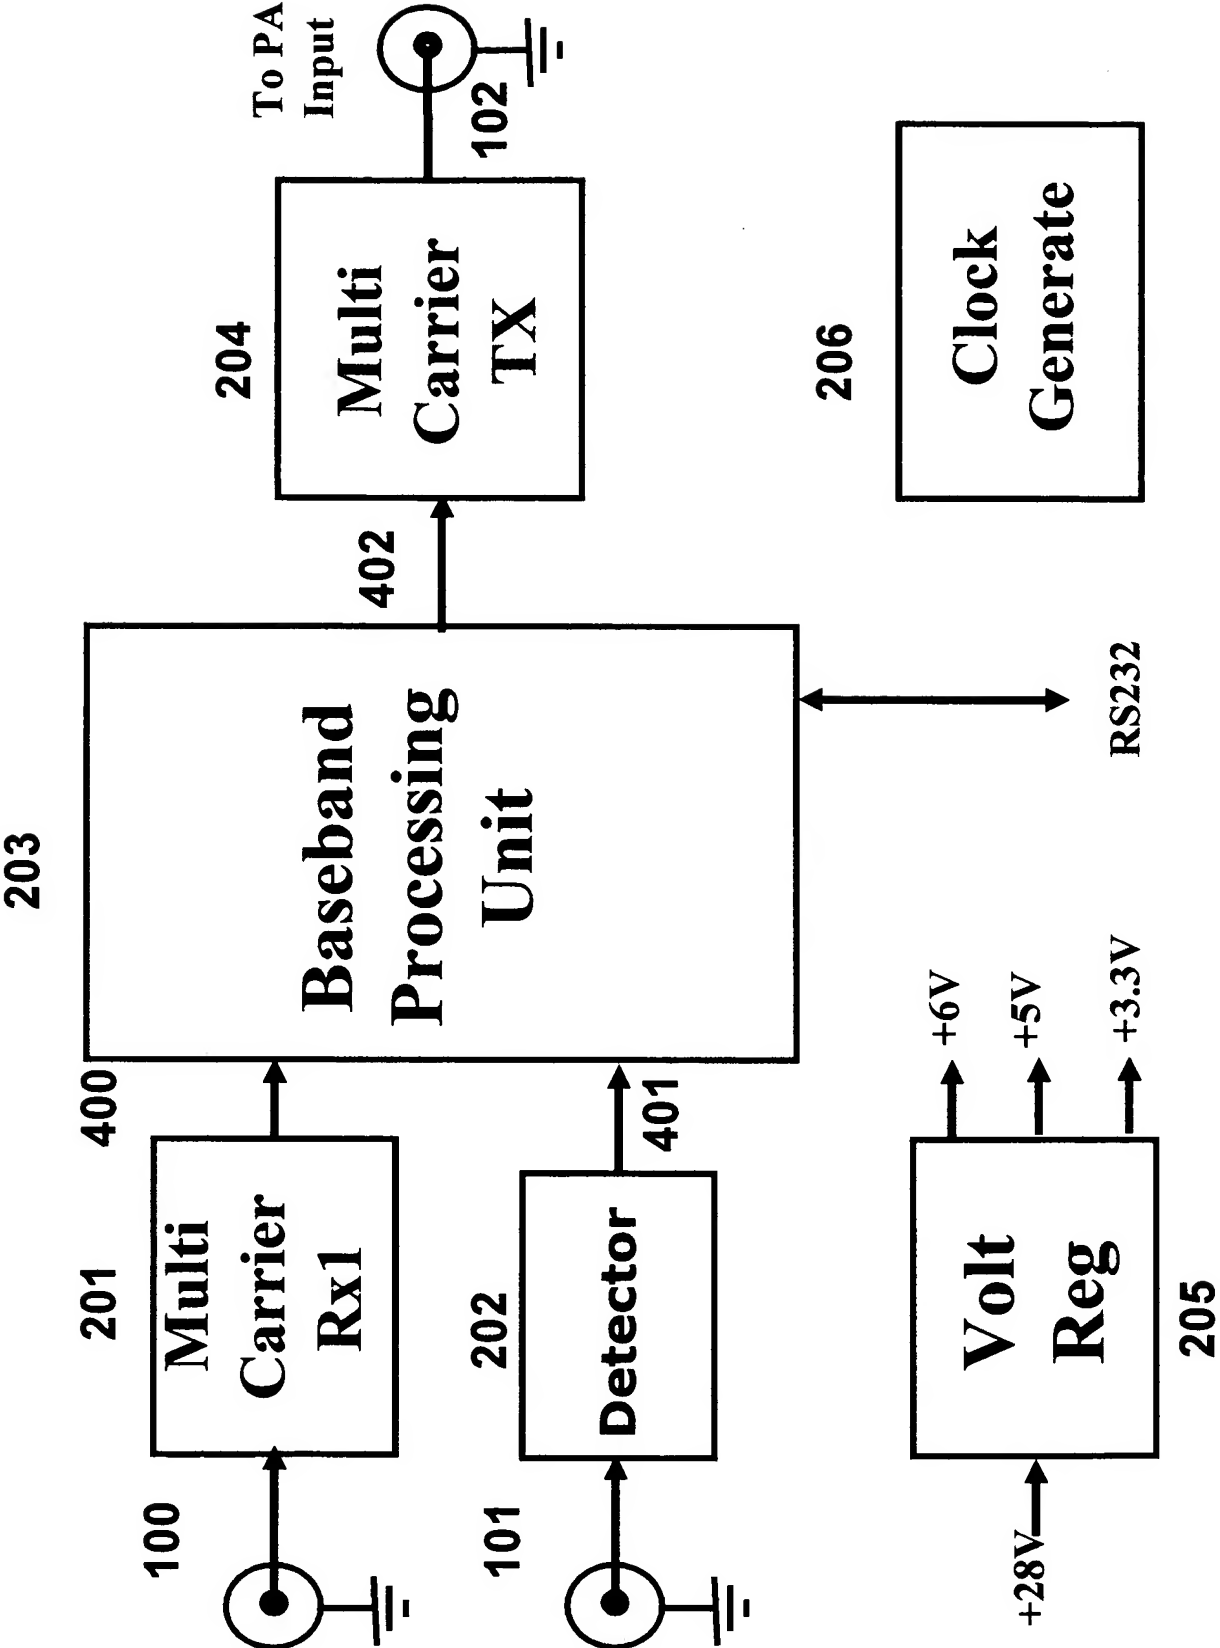 203
201
Multi
Carrier
Rx1
100
400
Baseband
Processing
Unit
402
204
Multi
Carrier
TX
To PA
Input
102
101
202
Detector
401
RS232
+28V
Volt
Reg
205
+6V
+5V
+3.3V
206
Clock
Generate